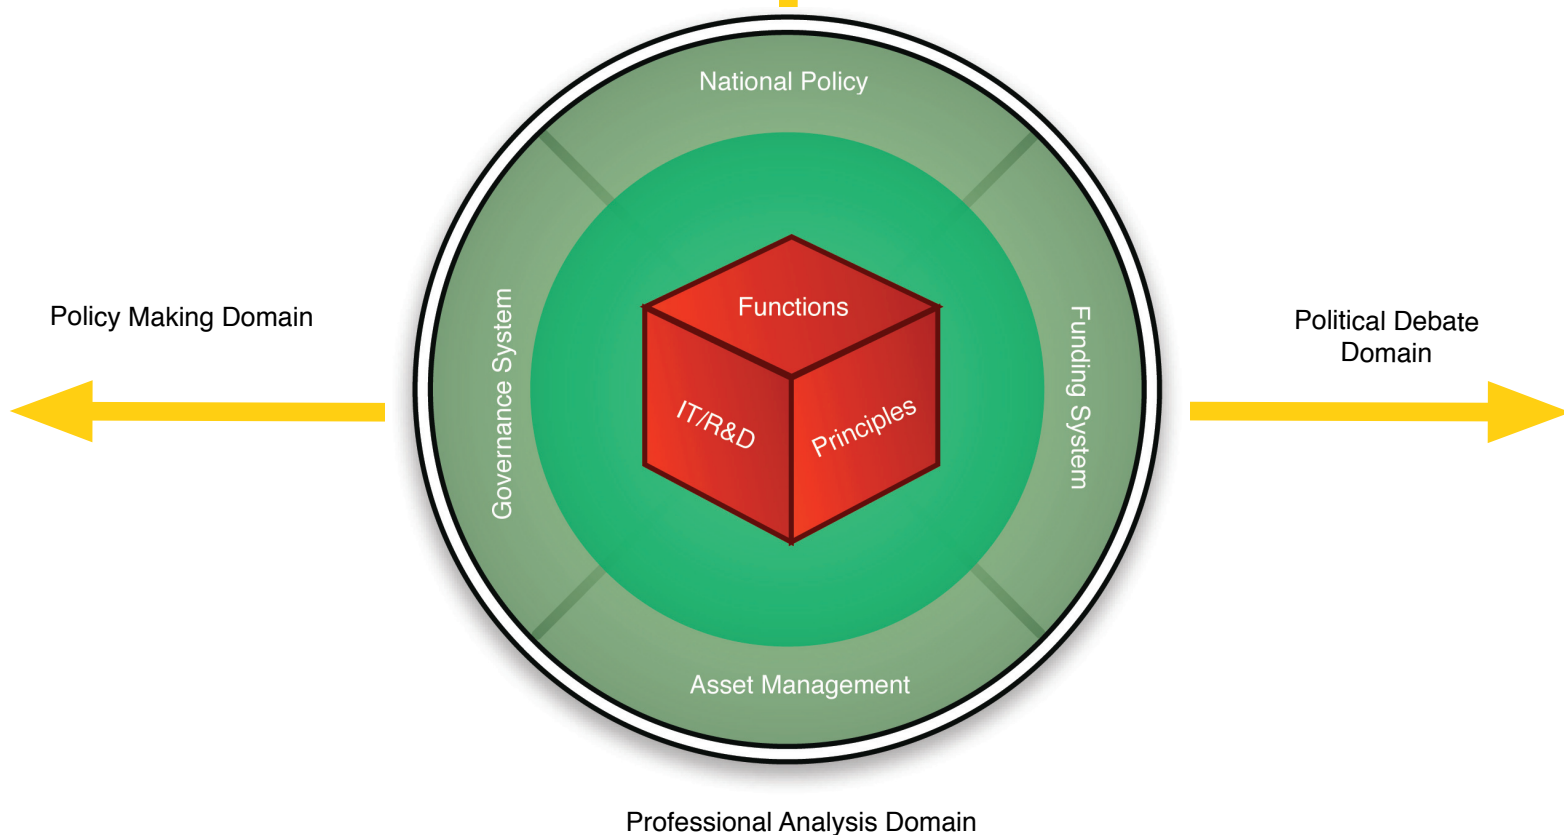 National Policy
Policy Making Domain
Governance System
Functions
IT/R&D
Principles
Funding System
Political Debate
Domain
Asset Management
Professional Analysis Domain